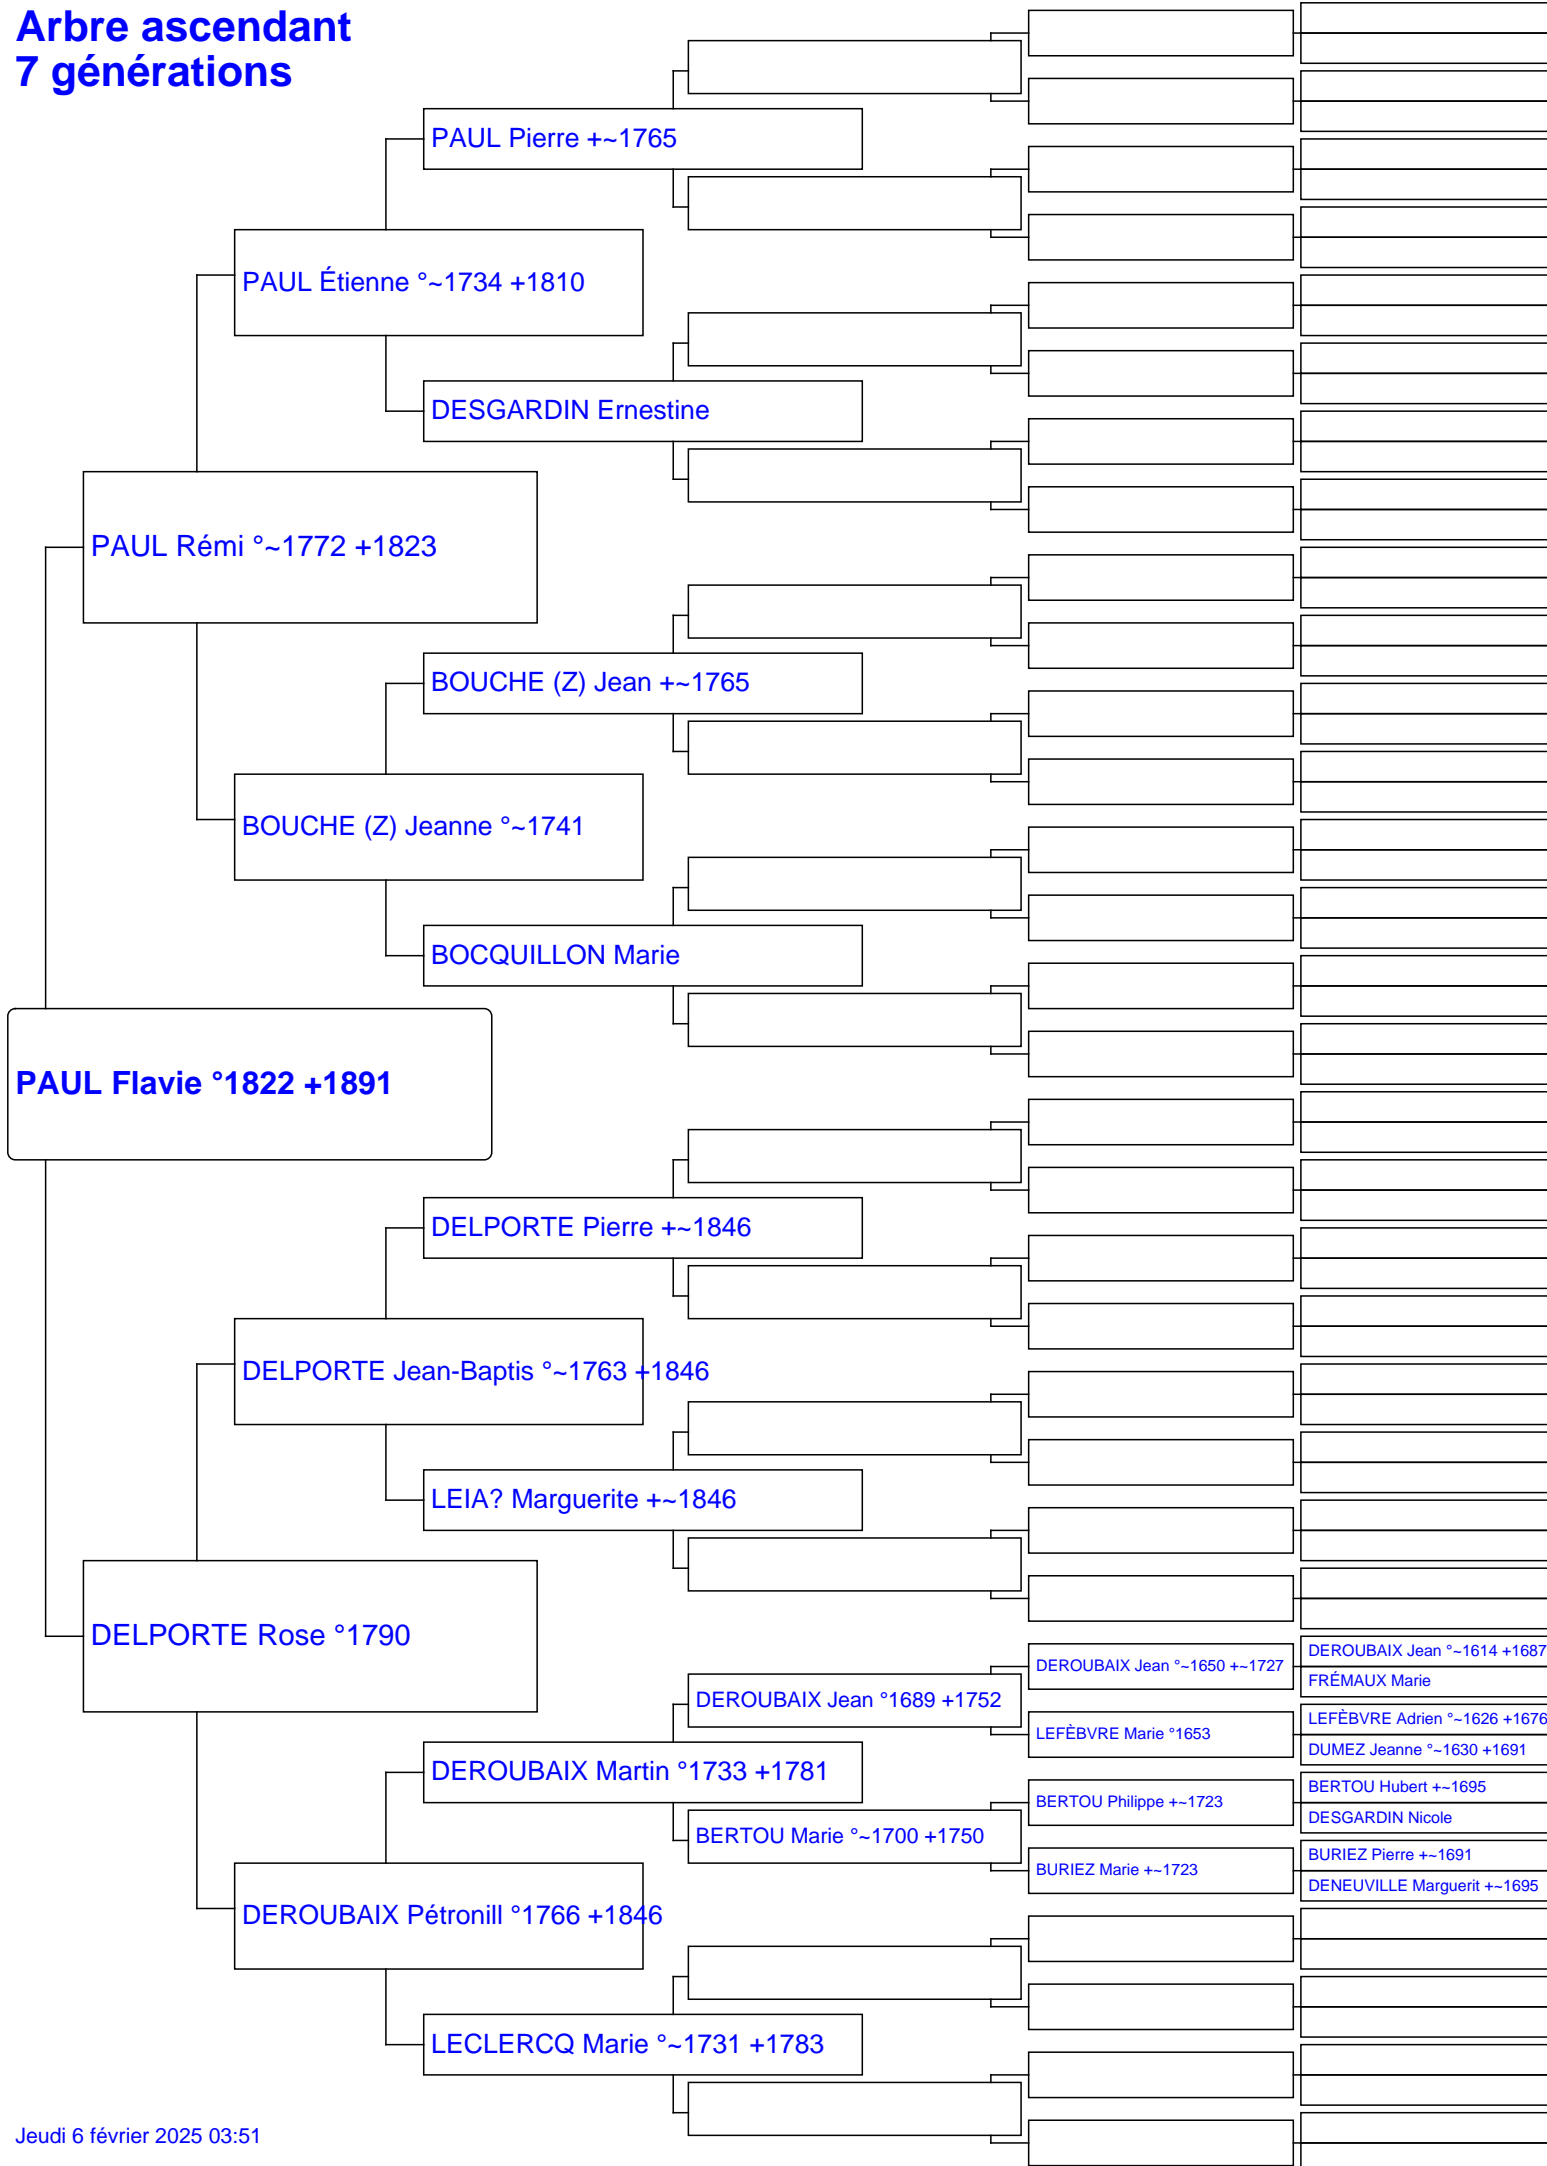 Arbre ascendant
7 générations
PAUL Pierre +~1765
PAUL Étienne °~1734 +1810
DESGARDIN Ernestine
PAUL Rémi °~1772 +1823
BOUCHE (Z) Jean +~1765
BOUCHE (Z) Jeanne °~1741
BOCQUILLON Marie
PAUL Flavie °1822 +1891
DELPORTE Pierre +~1846
DELPORTE Jean-Baptis °~1763 +1846
LEIA? Marguerite +~1846
DELPORTE Rose °1790
DEROUBAIX Jean °~1614 +1687
DEROUBAIX Jean °~1650 +~1727
FRÉMAUX Marie
DEROUBAIX Jean °1689 +1752
LEFÈBVRE Adrien °~1626 +1676
LEFÈBVRE Marie °1653
DUMEZ Jeanne °~1630 +1691
DEROUBAIX Martin °1733 +1781
BERTOU Hubert +~1695
BERTOU Philippe +~1723
DESGARDIN Nicole
BERTOU Marie °~1700 +1750
BURIEZ Pierre +~1691
BURIEZ Marie +~1723
DENEUVILLE Marguerit +~1695
DEROUBAIX Pétronill °1766 +1846
LECLERCQ Marie °~1731 +1783
Jeudi 6 février 2025 03:51